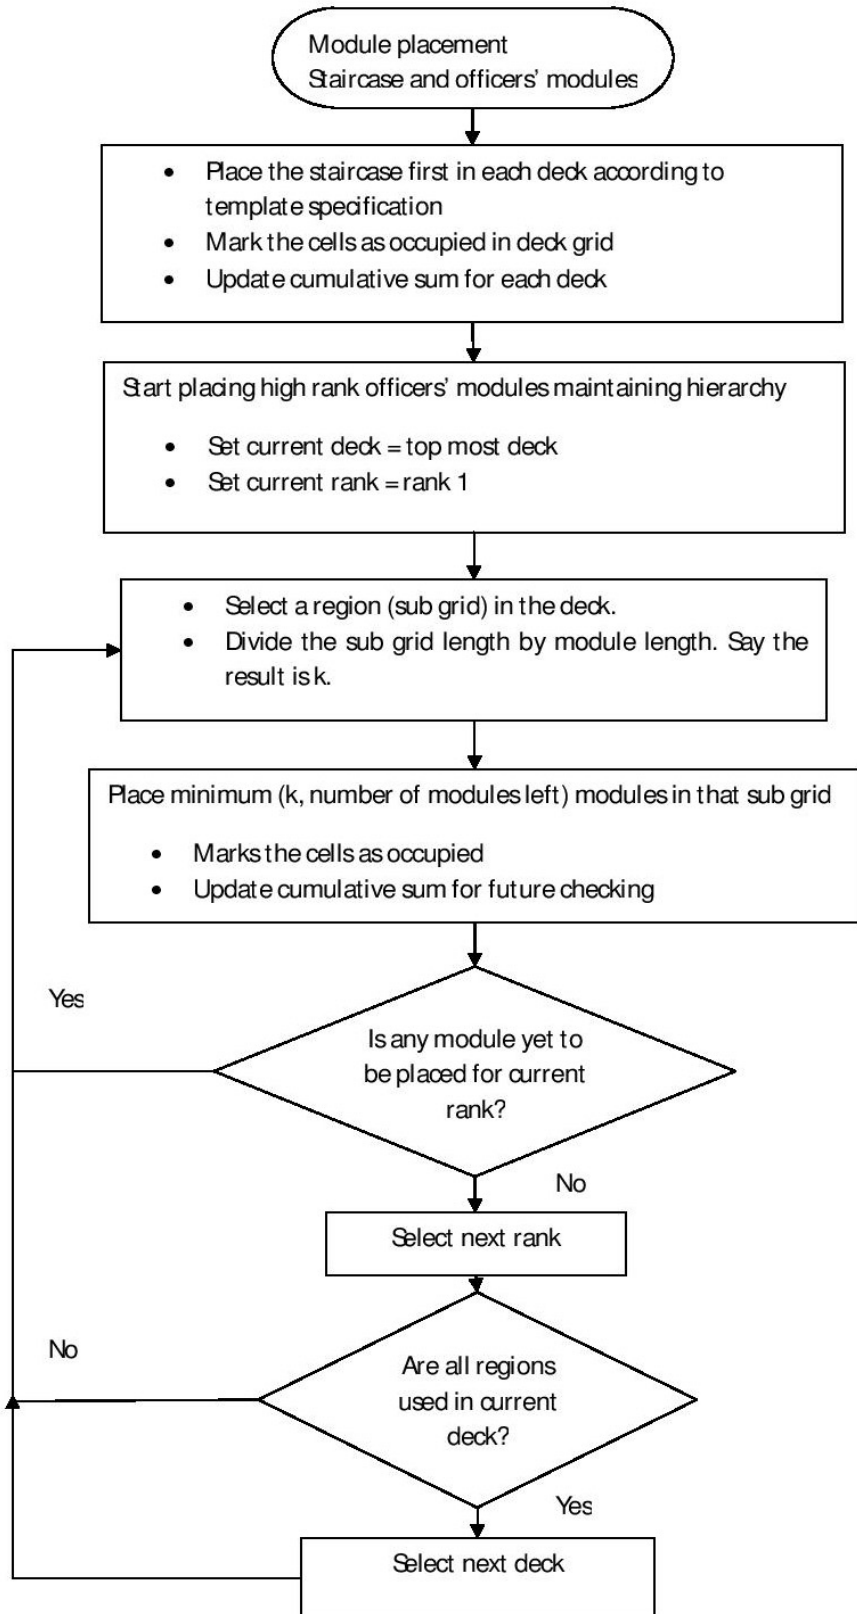 Module placement
Staircase and officers' modules
• Place the staircase first in each deck according to
template specification
• Mark the cells as occupied in deck grid
• Update cumulative sum for each deck
Start placing high rank officers' modules maintaining hierarchy
• Set current deck = top most deck
• Set current rank = rank 1
• Select a region (sub grid) in the deck.
• Divide the sub grid length by module length. Say the
result is k.
Place minimum (k, number of modules left) modules in that sub grid
• Marks the cells as occupied
• Update cumulative sum for future checking
Yes
Is any module yet to
be placed for current
rank?
No
Select next rank
No
Are all regions
used in current
deck?
Yes
Select next deck